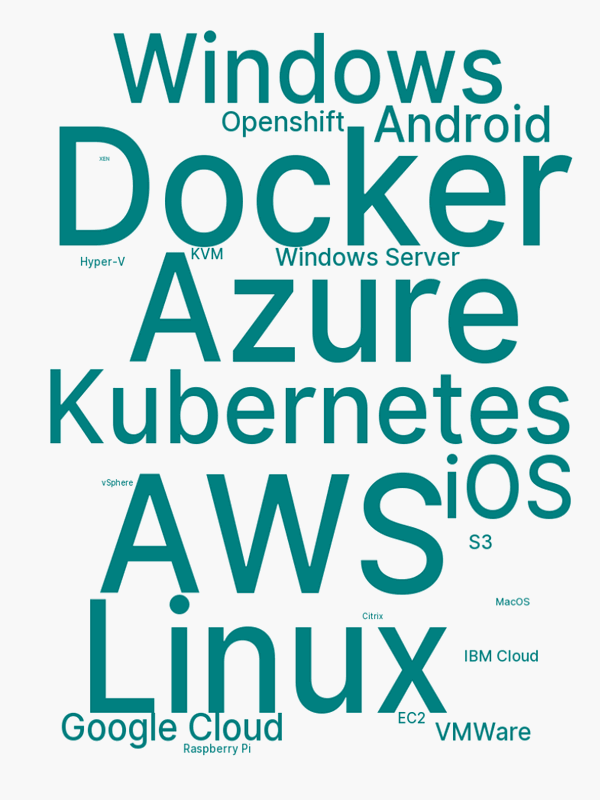 Windows
Openshift
Android
Docker
XEN
Hyper-V
KVM
Windows Server
Azure
Kubernetes
iOS
vSphere
AWS
S3
MacOS
Citrix
Linux
IBM Cloud
Google Cloud
EC2
VMWare
Raspberry Pi